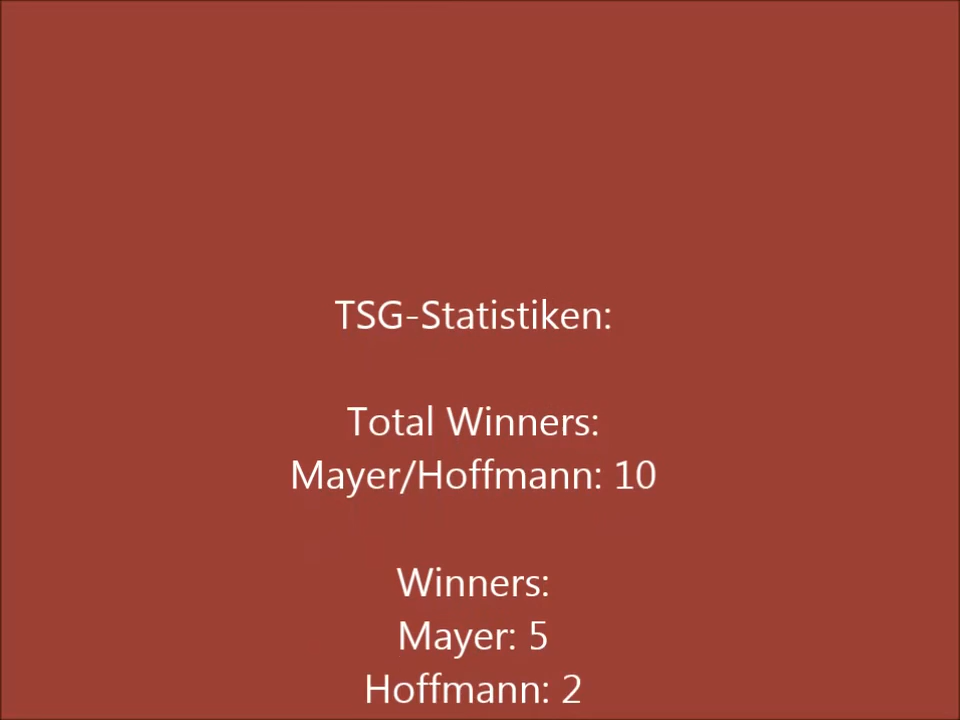 TSG-Statistiken:
Total Winners:
Mayer/Hoffmann: 10
Winners:
Mayer: 5
Hoffmann: 2